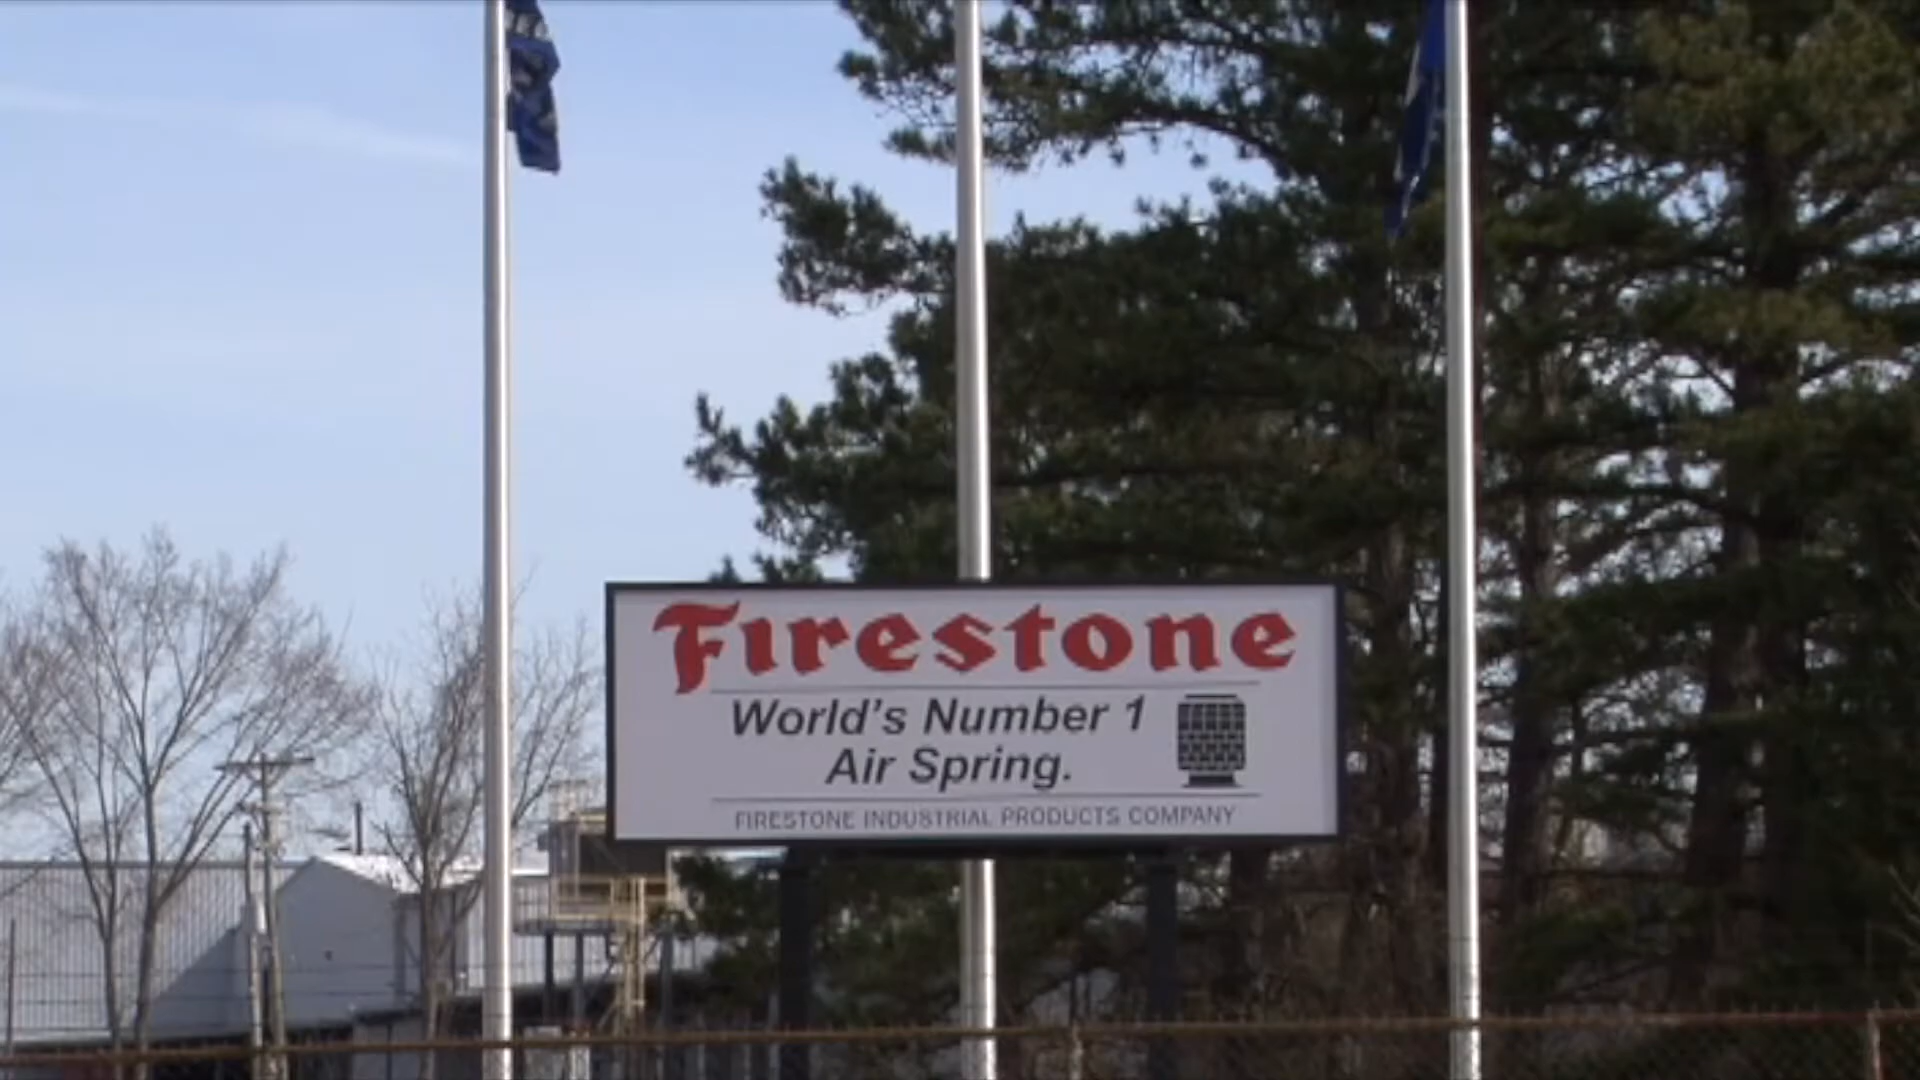 Firestone
World's Number 1
Air Spring.
FIRESTONE INDUSTRIAL PRODUCTS COMPANY